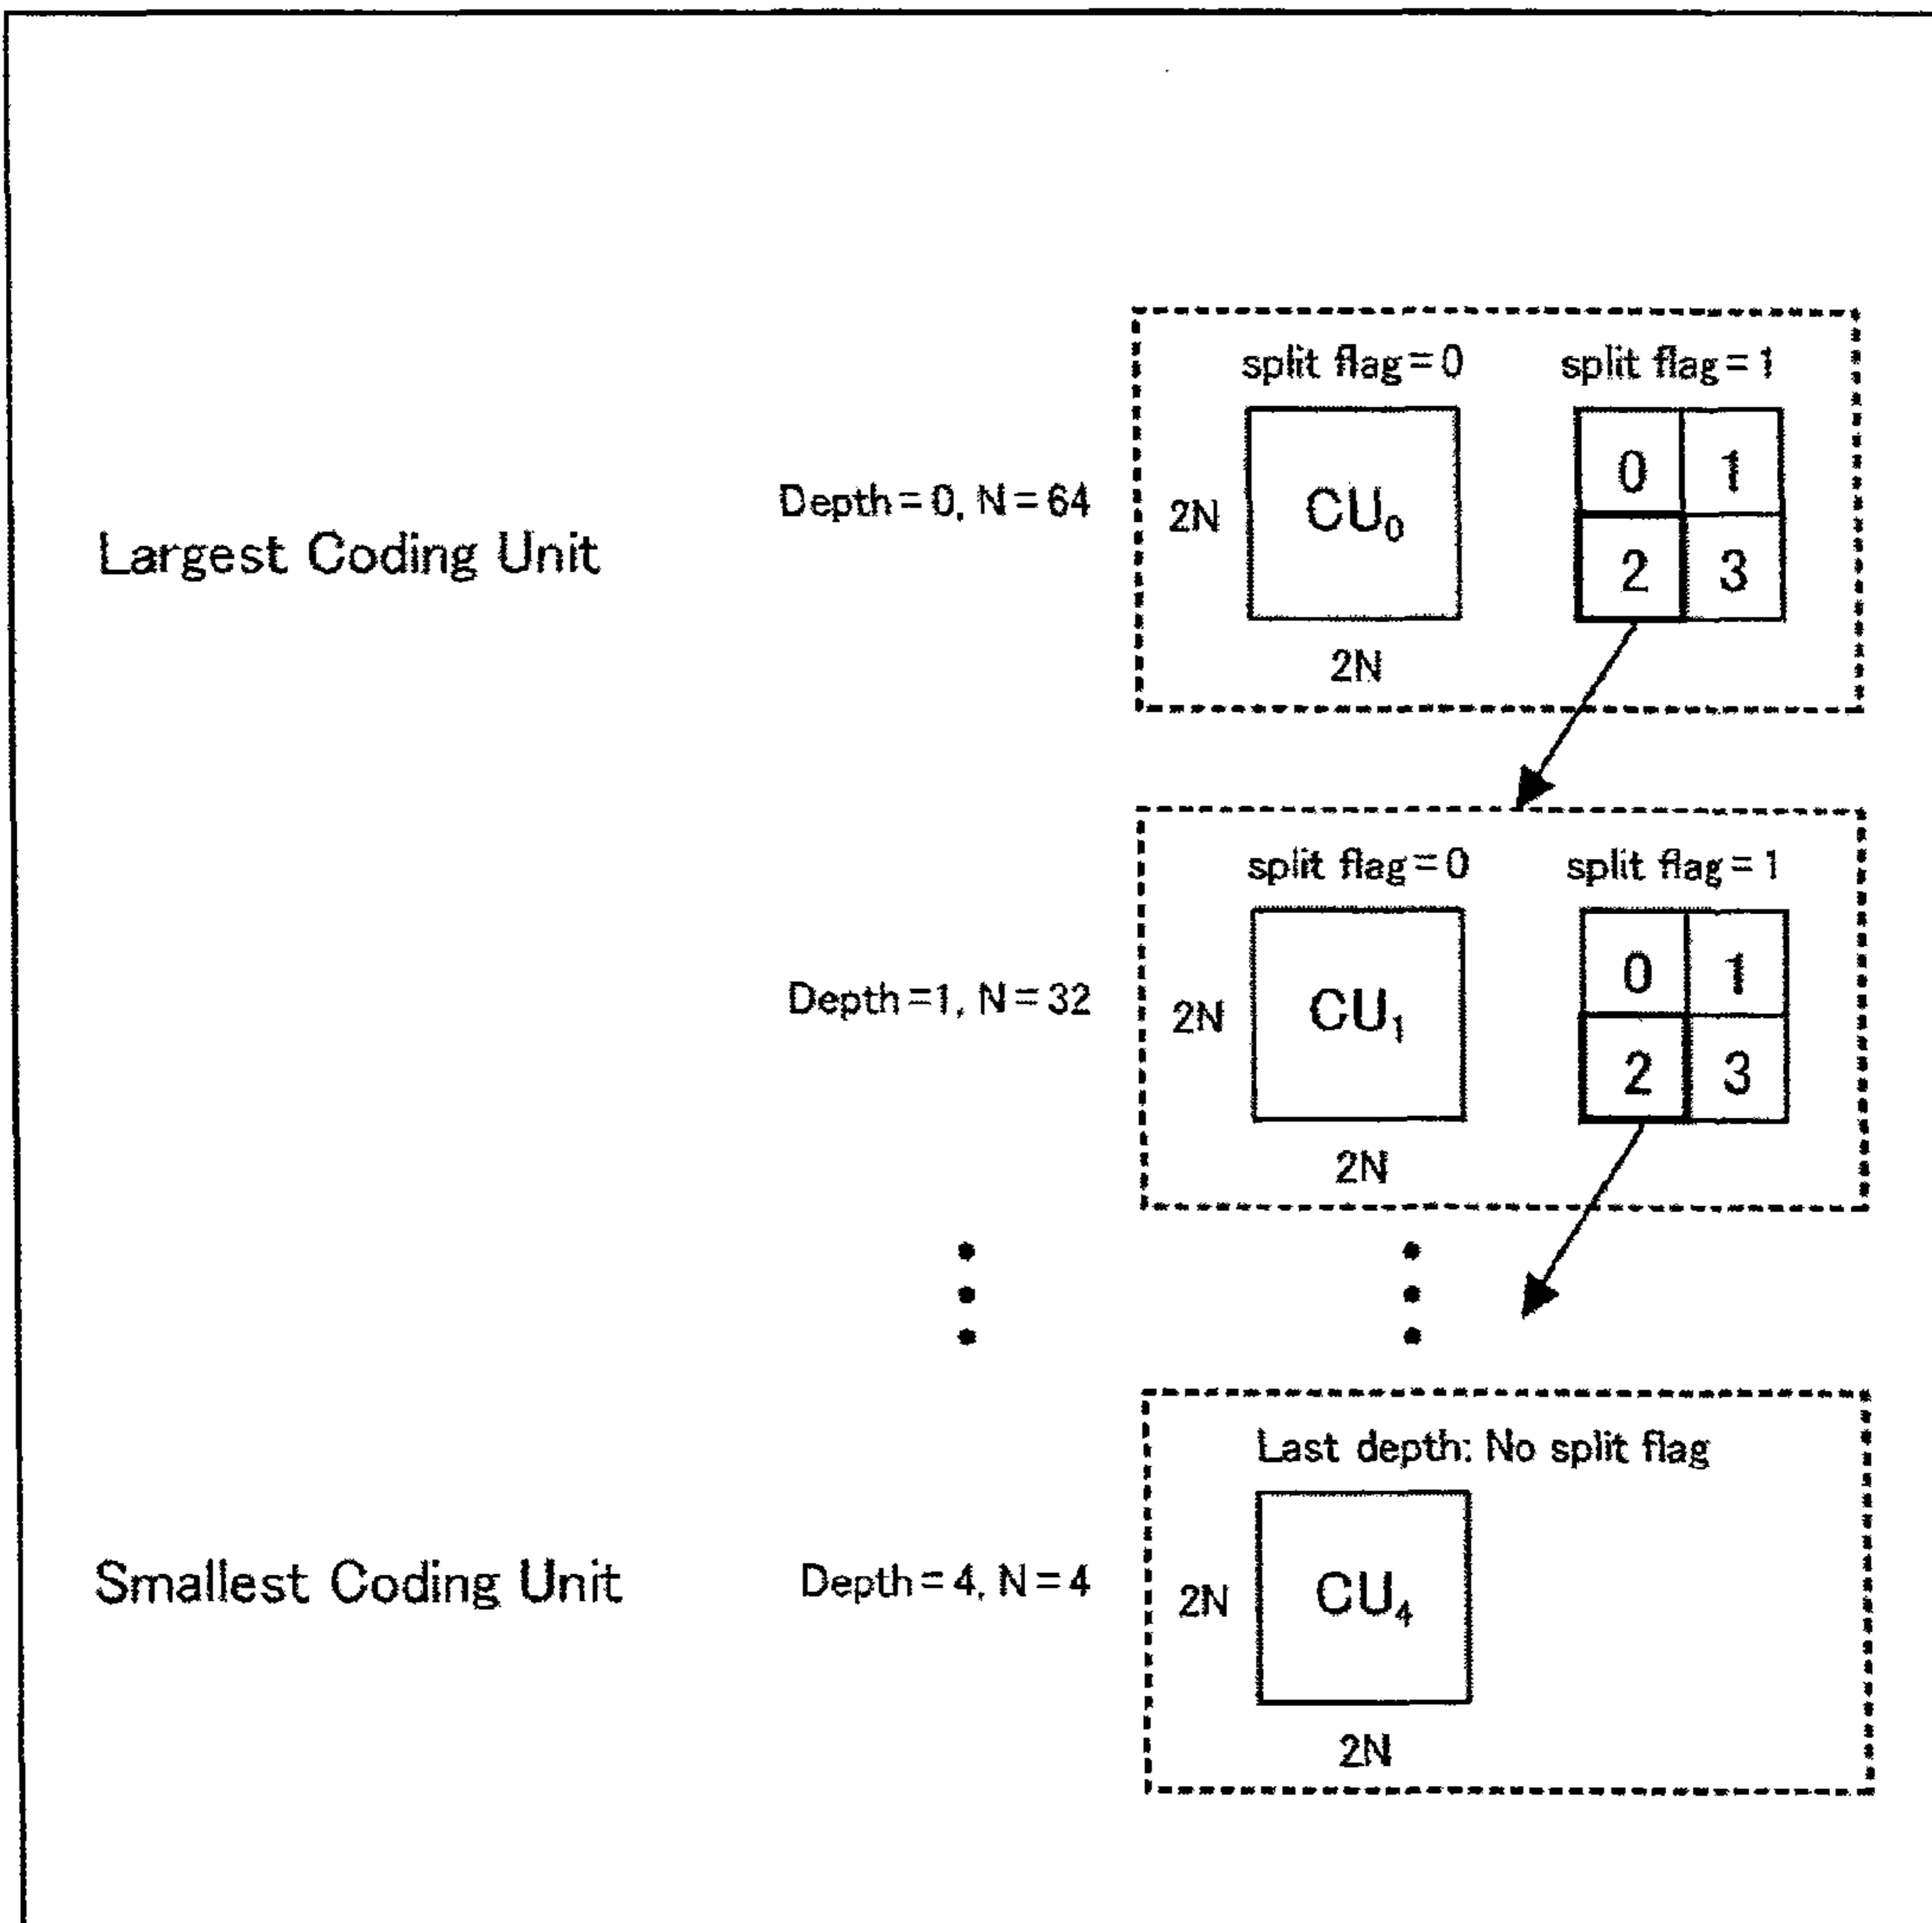 split flag=0 split flag=1
Depth=0, N=64
Largest Coding Unit
2N
CU₀
0 1
2 3
2N
split flag=0 split flag=1
Depth=1, N=32
2N
CU₁
0 1
2 3
2N
Last depth: No split flag
Smallest Coding Unit
Depth=4, N=4
2N
CU₄
2N